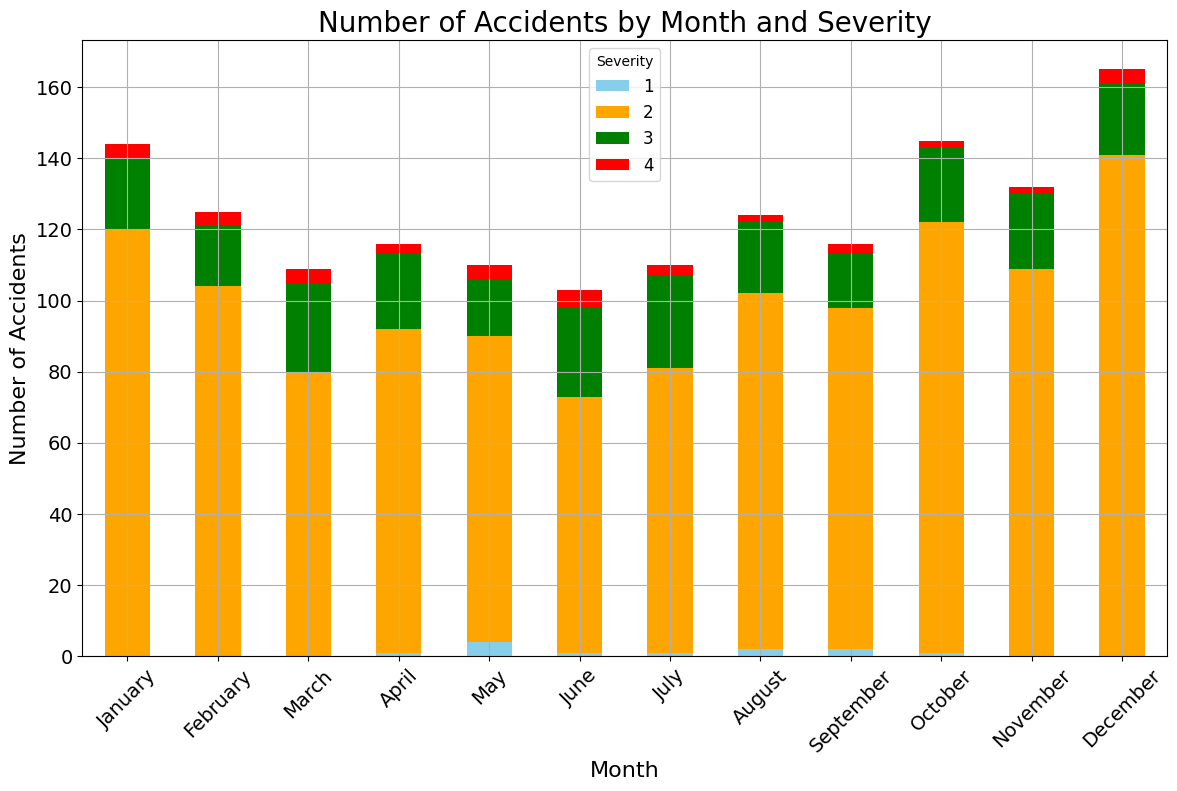 Number of Accidents by Month and Severity
Severity
1
2
3
4
Number of Accidents
160
140
120
100
80
60
40
20
0
January
February
March
April
May
June
July
August
September
October
November
December
Month